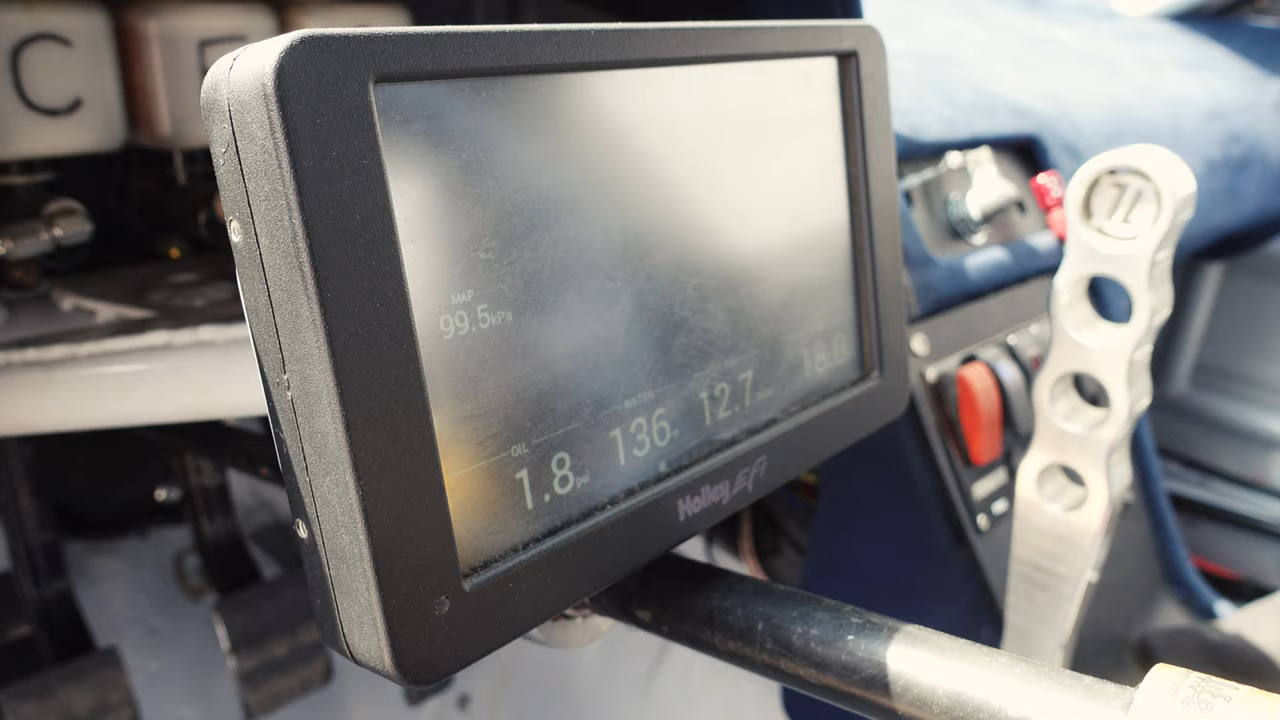 C
MAP
99.5kPa
OIL
WATER
1.8psi
136
12.7
18.0
Holley EFi